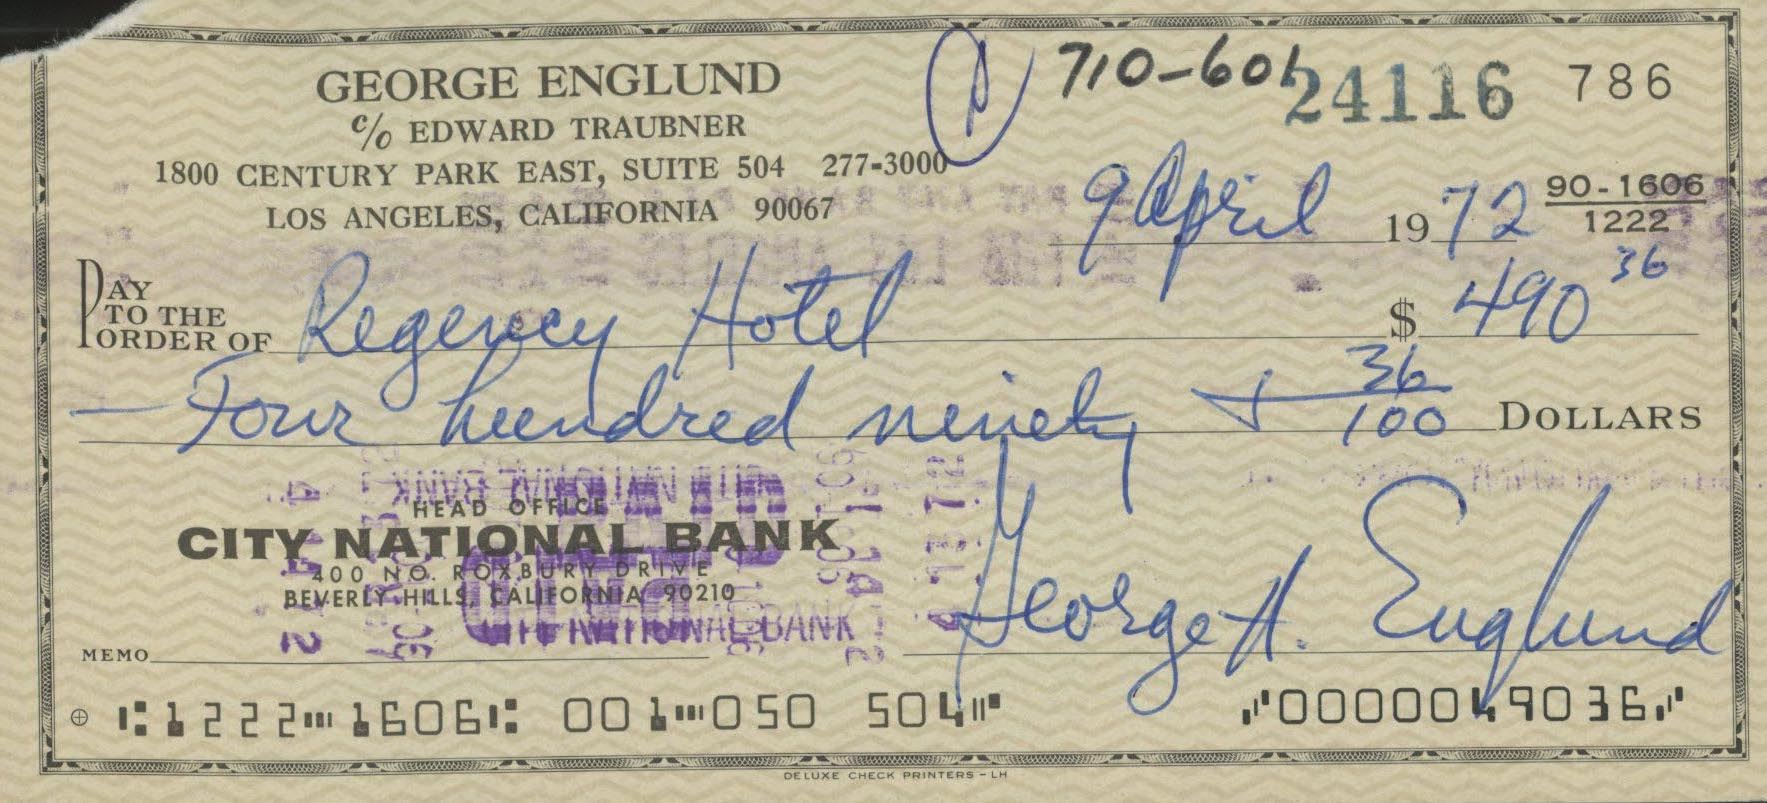 GEORGE ENGLUND
c/o EDWARD TRAUBNER
1800 CENTURY PARK EAST, SUITE 504 277-3000
LOS ANGELES, CALIFORNIA 90067
710-601
24116
786
9 April 1972
90-1606
1222
PAY TO THE ORDER OF Regency Hotel $ 490 36
Four hundred ninety + 36/100 DOLLARS
HEAD OFFICE
CITY NATIONAL BANK
400 NO. ROXBURY DRIVE
BEVERLY HILLS, CALIFORNIA 90210
George H. Englund
MEMO
⑆1222⑉1606⑆ 001⑉050 504⑈ ⑈0000049036⑈
DELUXE CHECK PRINTERS - LH